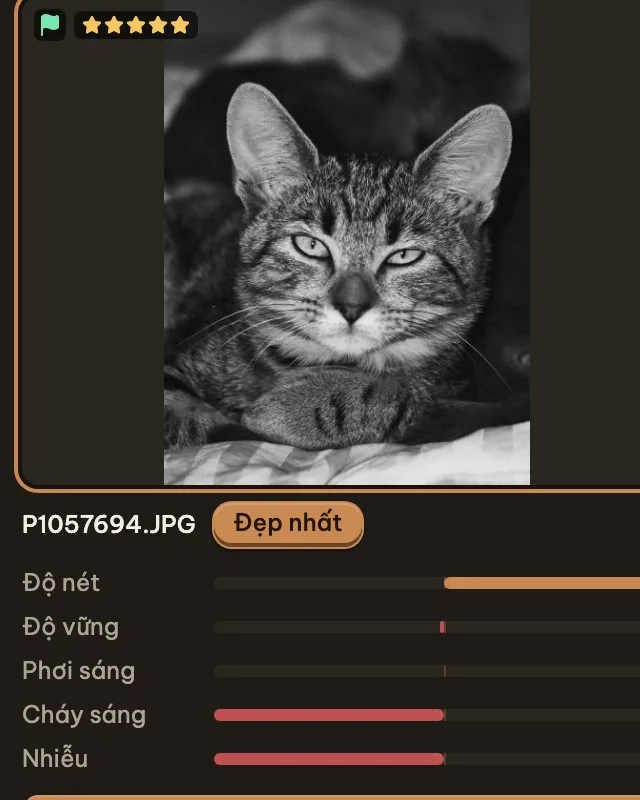 P1057694.JPG
Đẹp nhất
Độ nét
Độ vững
Phơi sáng
Cháy sáng
Nhiễu